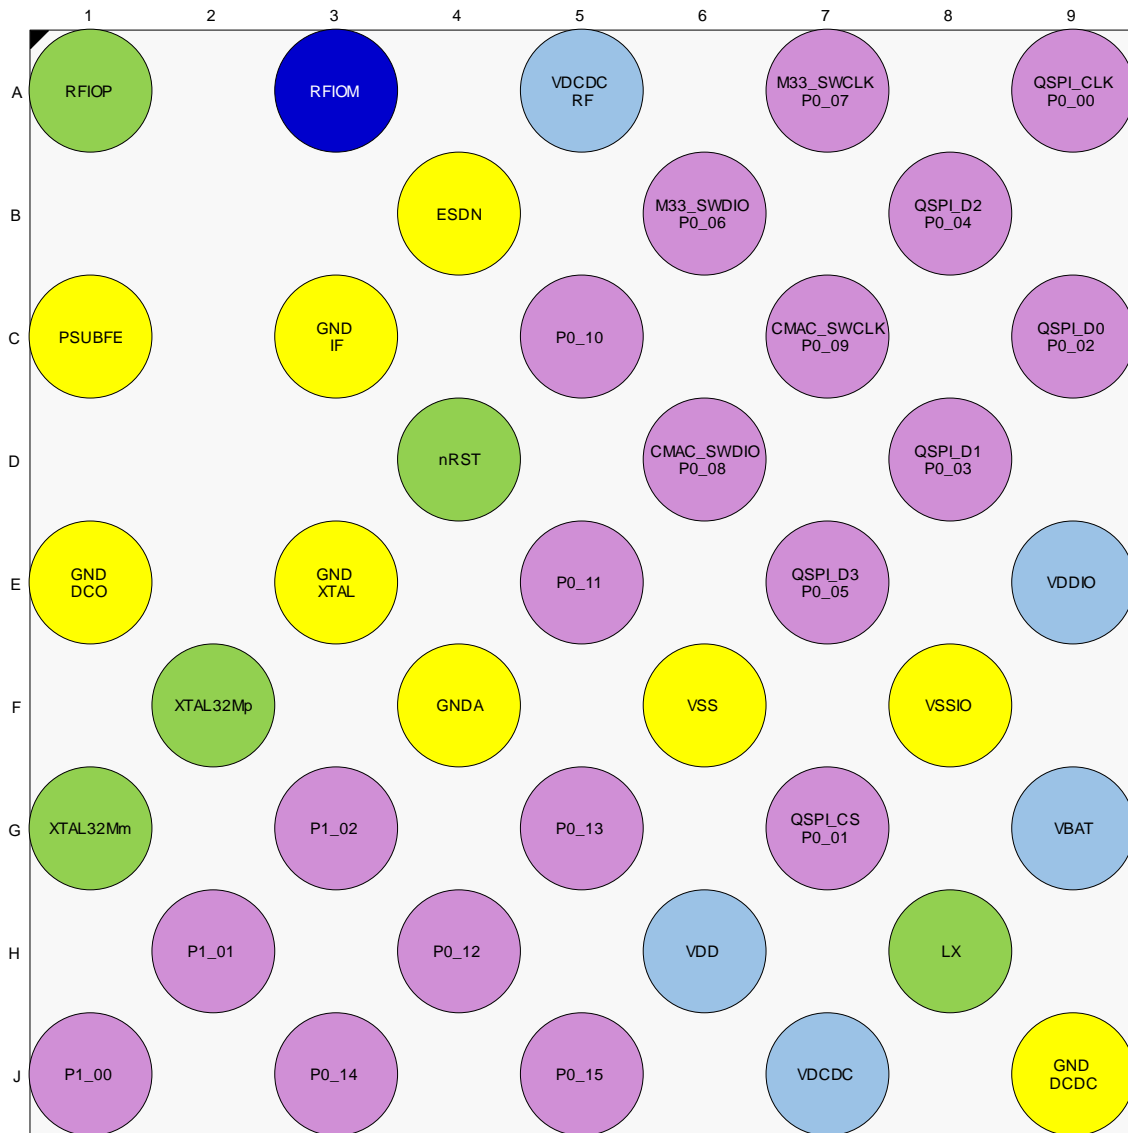 1 2 3 4 5 6 7 8 9
A
RFIOP
RFIOM
VDCDC
RF
M33_SWCLK
P0_07
QSPI_CLK
P0_00
B
ESDN
M33_SWDIO
P0_06
QSPI_D2
P0_04
C
PSUBFE
GND
IF
P0_10
CMAC_SWCLK
P0_09
QSPI_D0
P0_02
D
nRST
CMAC_SWDIO
P0_08
QSPI_D1
P0_03
E
GND
DCO
GND
XTAL
P0_11
QSPI_D3
P0_05
VDDIO
F
XTAL32Mp
GNDA
VSS
VSSIO
G
XTAL32Mm
P1_02
P0_13
QSPI_CS
P0_01
VBAT
H
P1_01
P0_12
VDD
LX
J
P1_00
P0_14
P0_15
VDCDC
GND
DCDC